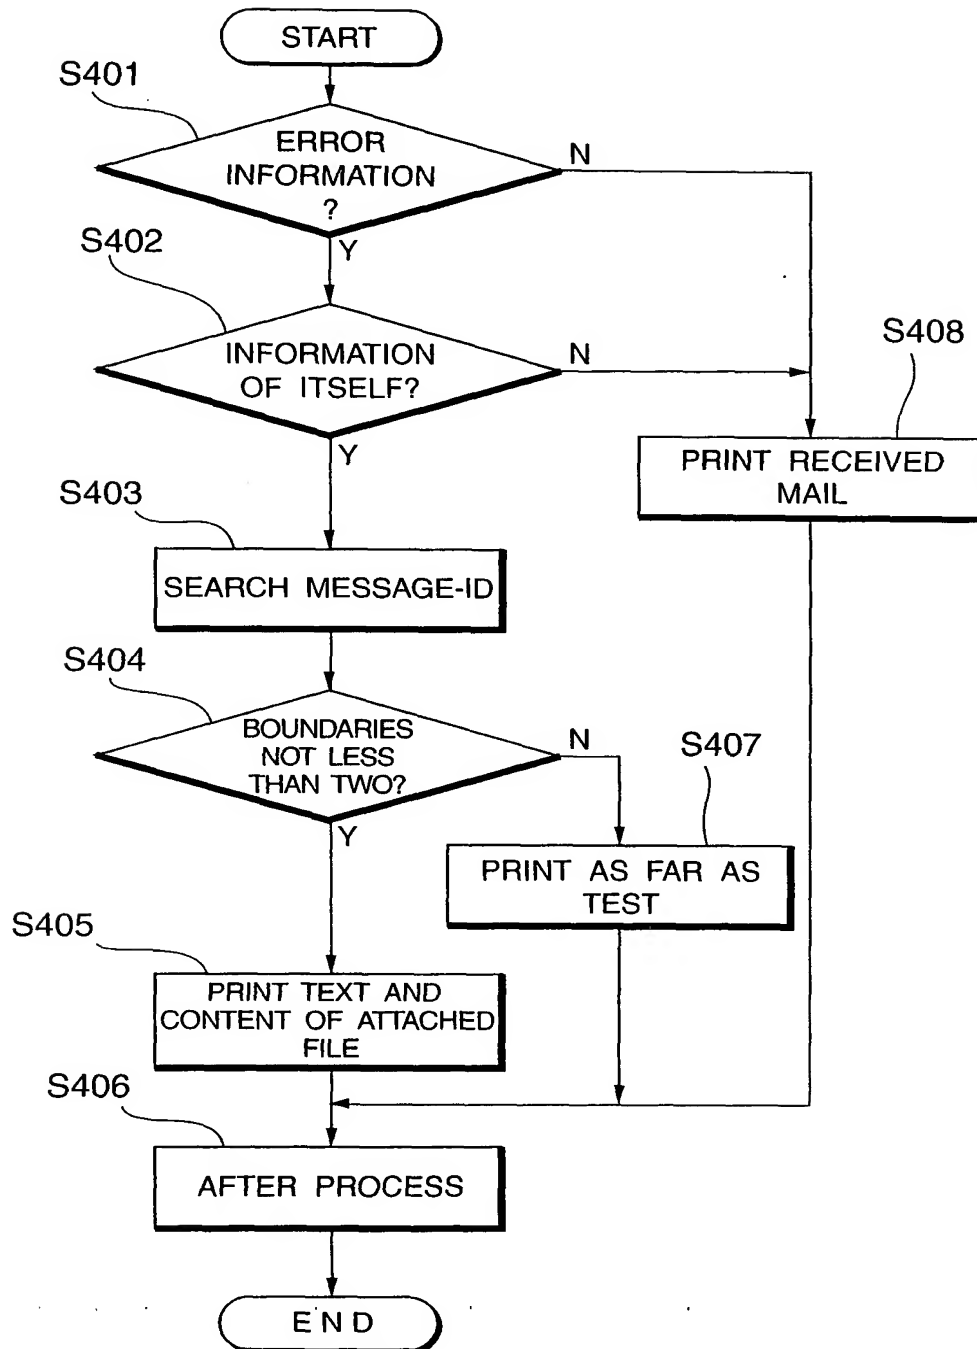 START
S401
ERROR
INFORMATION
?
N
Y
S402
INFORMATION
OF ITSELF?
N
Y
S408
PRINT RECEIVED
MAIL
S403
SEARCH MESSAGE-ID
S404
BOUNDARIES
NOT LESS
THAN TWO?
N
Y
S407
PRINT AS FAR AS
TEST
S405
PRINT TEXT AND
CONTENT OF ATTACHED
FILE
S406
AFTER PROCESS
END